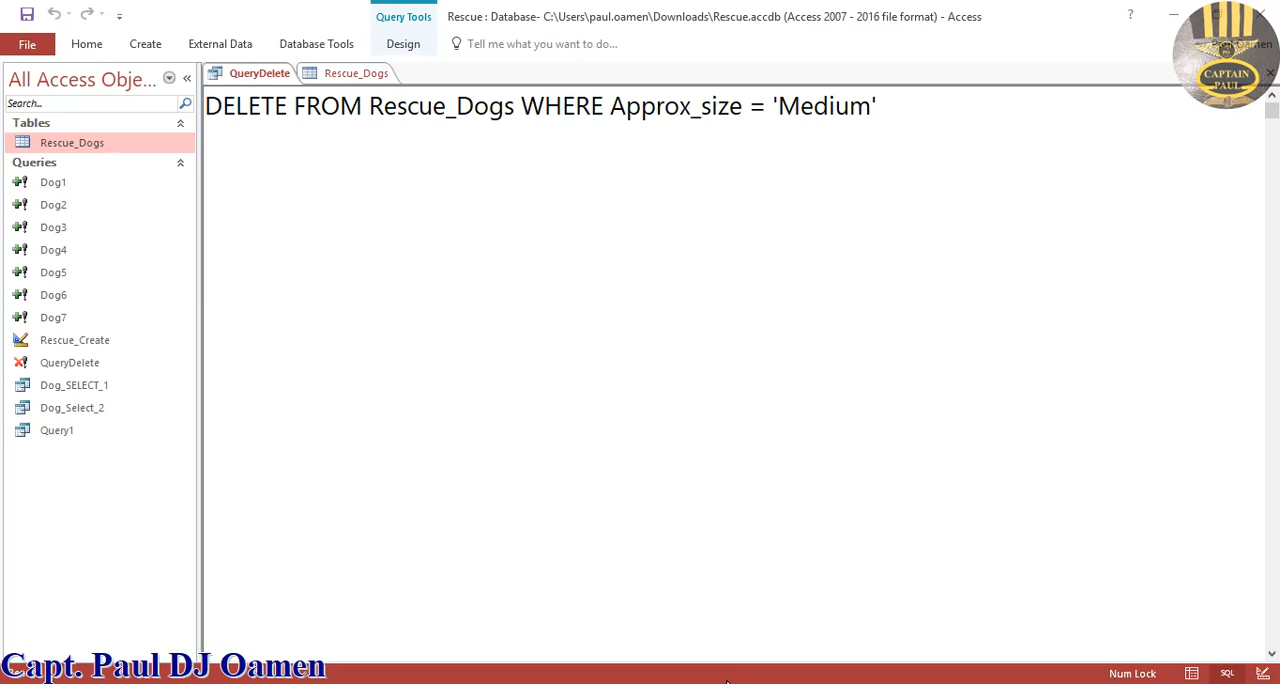 Query Tools
Rescue : Database- C:\Users\paul.oamen\Downloads\Rescue.accdb (Access 2007 - 2016 file format) - Access
?
File Home Create External Data Database Tools Design Tell me what you want to do...
CAPTAIN
PAUL
All Access Obje... «
QueryDelete Rescue_Dogs
Search...
DELETE FROM Rescue_Dogs WHERE Approx_size = 'Medium'
Tables
Rescue_Dogs
Queries
Dog1
Dog2
Dog3
Dog4
Dog5
Dog6
Dog7
Rescue_Create
QueryDelete
Dog_SELECT_1
Dog_Select_2
Query1
Capt. Paul DJ Oamen
Num Lock SQL